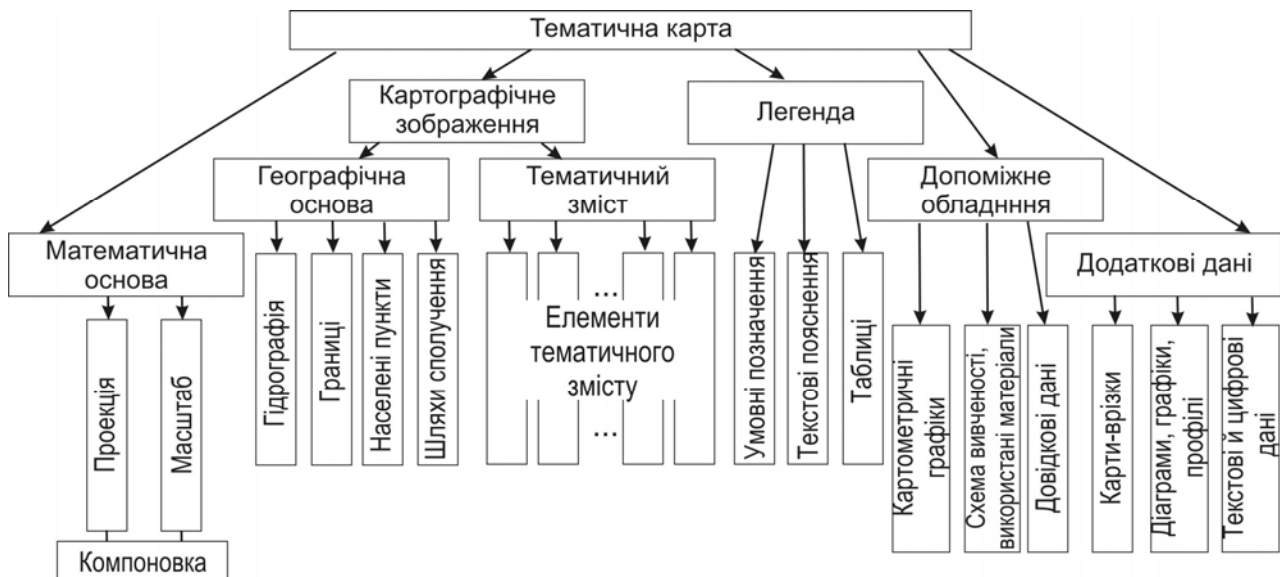 Тематична карта
Картографічне
зображення
Легенда
Географічна
основа
Тематичний
зміст
Допоміжне
обладнння
Математична
основа
Додаткові дані
Проекція
Масштаб
Компоновка
Гідрографія
Границі
Населені пункти
Шляхи сполучення
...
Елементи
тематичного
змісту
...
Умовні позначення
Текстові пояснення
Таблиці
Картометричні
графіки
Схема вивченості,
використані матеріали
Довідкові дані
Карти-врізки
Діаграми, графіки,
профілі
Текстові й цифрові
дані